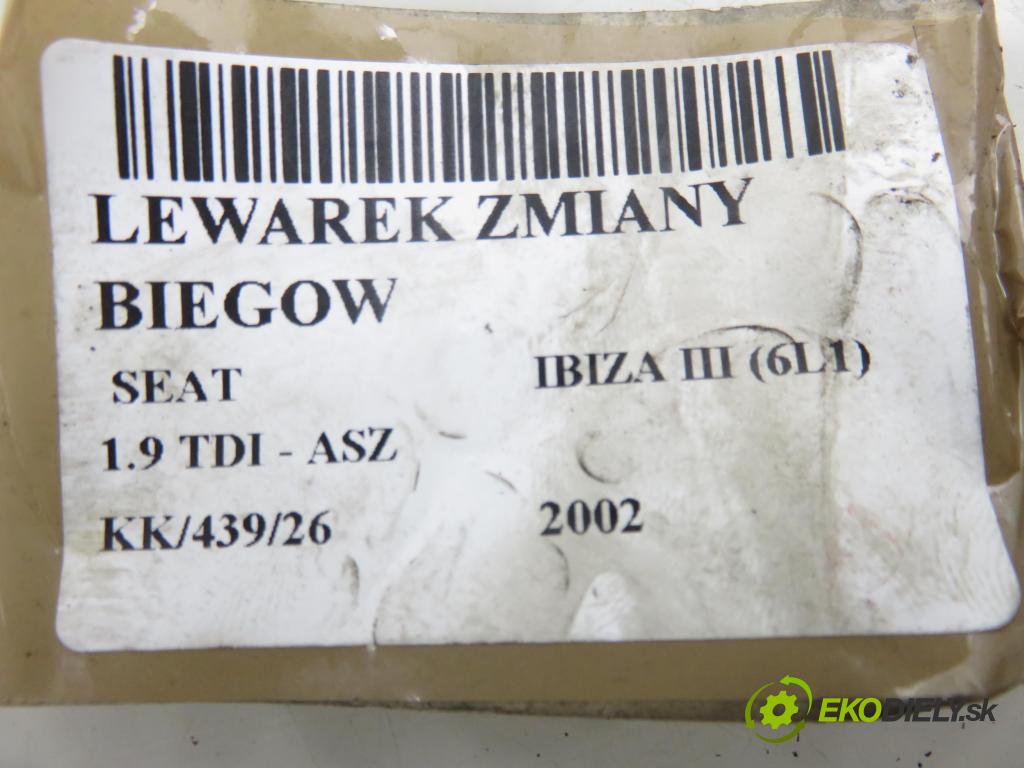 LEWAREK ZMIANY
BIEGOW
SEAT IBIZA III (6L1)
1.9 TDI - ASZ
KK/439/26 2002
EKODIELY.sk